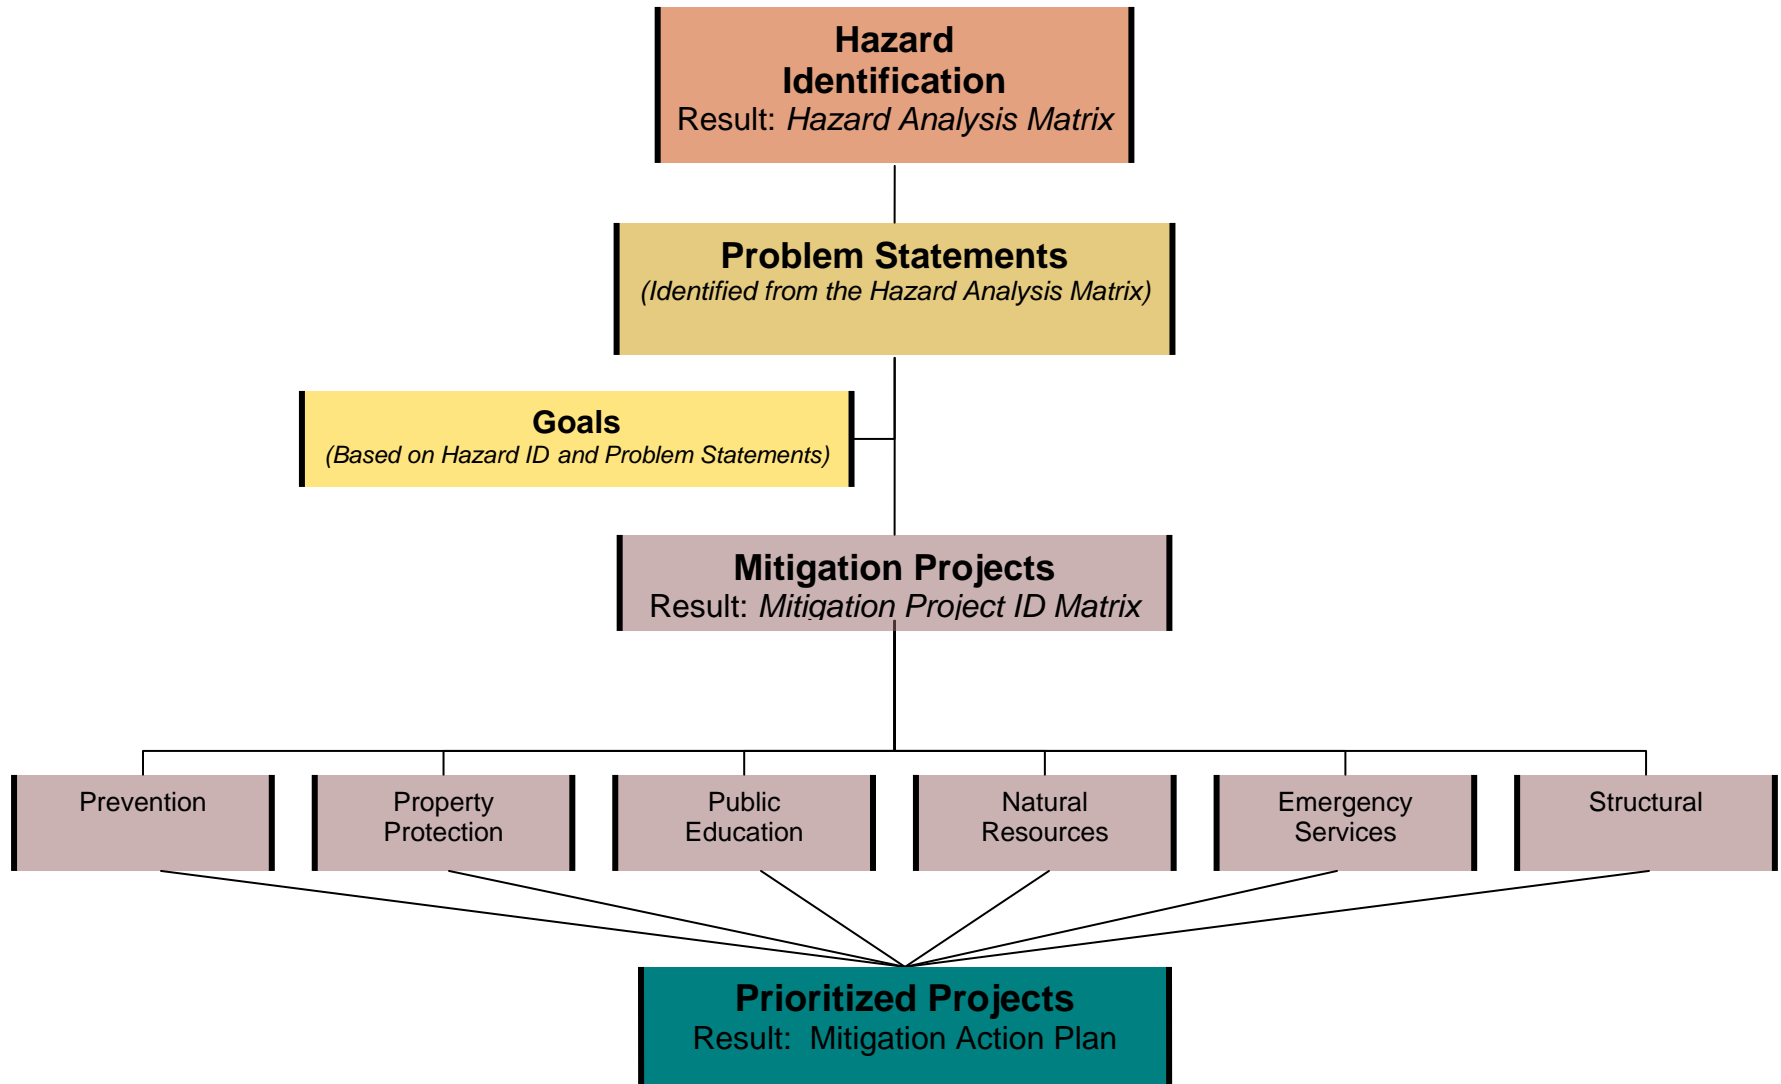 Hazard
Identification
Result: Hazard Analysis Matrix
Problem Statements
(Identified from the Hazard Analysis Matrix)
Goals
(Based on Hazard ID and Problem Statements)
Mitigation Projects
Result: Mitigation Project ID Matrix
Prevention
Property
Protection
Public
Education
Natural
Resources
Emergency
Services
Structural
Prioritized Projects
Result: Mitigation Action Plan